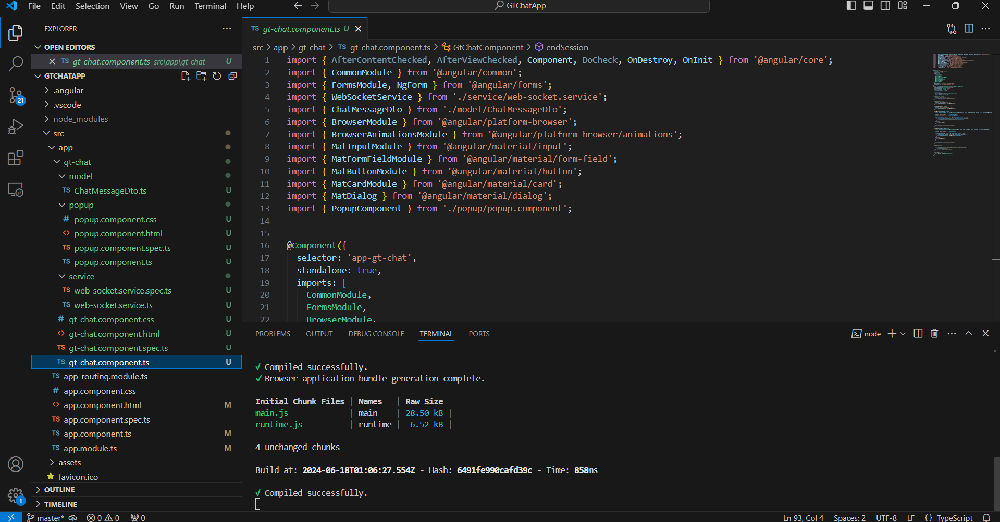 File Edit Selection View Go Run Terminal Help
GTChatApp
EXPLORER
OPEN EDITORS
TS gt-chat.component.ts src\app\gt-chat U
GTCHATAPP
.angular
.vscode
node_modules
src
app
gt-chat
model
TS ChatMessageDto.ts U
popup
# popup.component.css U
<> popup.component.html U
TS popup.component.spec.ts U
TS popup.component.ts U
service
TS web-socket.service.spec.ts U
TS web-socket.service.ts U
# gt-chat.component.css U
<> gt-chat.component.html U
TS gt-chat.component.spec.ts U
TS gt-chat.component.ts U
TS app-routing.module.ts
# app.component.css
<> app.component.html M
TS app.component.spec.ts
TS app.component.ts M
TS app.module.ts M
assets
favicon.ico
OUTLINE
TIMELINE
21
1
TS gt-chat.component.ts U
src > app > gt-chat > TS gt-chat.component.ts > GtChatComponent > endSession
1 import { AfterContentChecked, AfterViewChecked, Component, DoCheck, OnDestroy, OnInit } from '@angular/core';
2 import { CommonModule } from '@angular/common';
3 import { FormsModule, NgForm } from '@angular/forms';
4 import { WebSocketService } from './service/web-socket.service';
5 import { ChatMessageDto } from './model/ChatMessageDto';
6 import { BrowserModule } from '@angular/platform-browser';
7 import { BrowserAnimationsModule } from '@angular/platform-browser/animations';
8 import { MatInputModule } from '@angular/material/input';
9 import { MatFormFieldModule } from '@angular/material/form-field';
10 import { MatButtonModule } from '@angular/material/button';
11 import { MatCardModule } from '@angular/material/card';
12 import { MatDialog } from '@angular/material/dialog';
13 import { PopupComponent } from './popup/popup.component';
14
15
16 @Component({
17 selector: 'app-gt-chat',
18 standalone: true,
19 imports: [
20 CommonModule,
21 FormsModule,
22 BrowserModule,
PROBLEMS OUTPUT DEBUG CONSOLE TERMINAL PORTS
node
√ Compiled successfully.
✓ Browser application bundle generation complete.
Initial Chunk Files | Names | Raw Size
main.js | main | 28.50 kB |
runtime.js | runtime | 6.52 kB |
4 unchanged chunks
Build at: 2024-06-18T01:06:27.554Z - Hash: 6491fe990cafd39c - Time: 858ms
√ Compiled successfully.
master* 0 0 0
Ln 93, Col 4 Spaces: 2 UTF-8 LF {} TypeScript